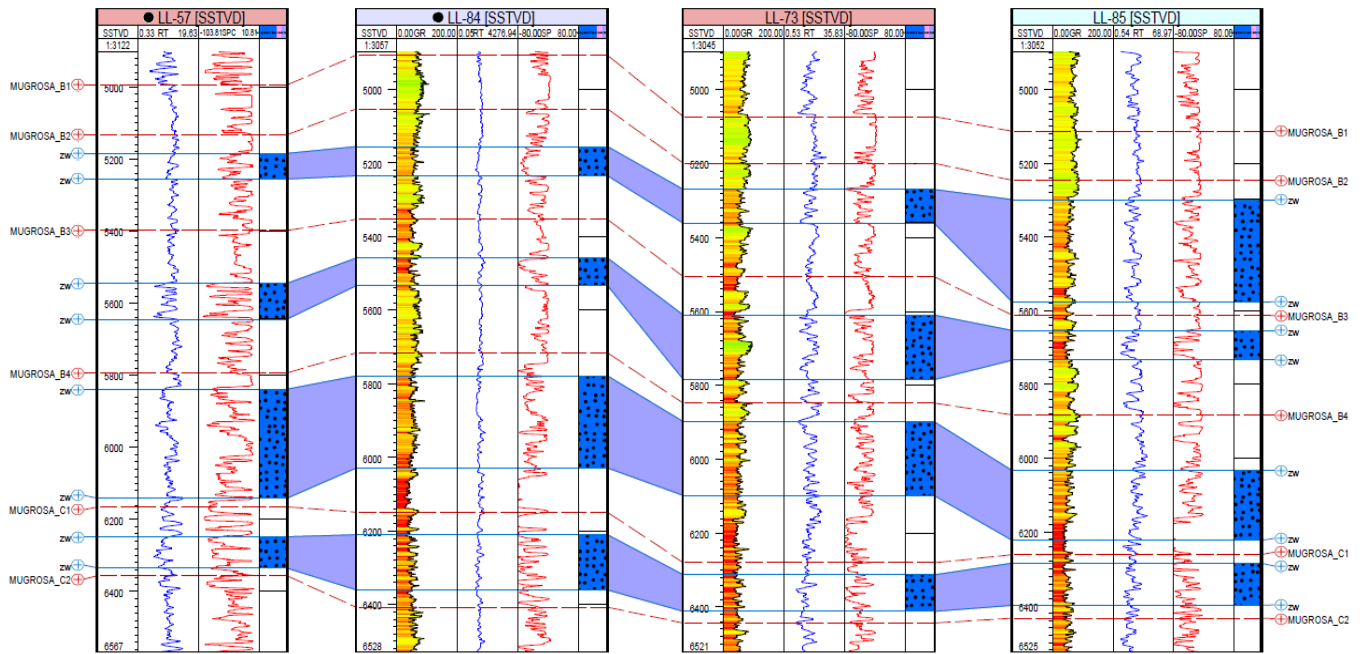 LL-57 [SSTVD]
SSTVD 0.33 RT 19.63 -103.81SPC 10.81
1:3122
LL-84 [SSTVD]
SSTVD 0.00GR 200.00 0.05RT 4276.94 -80.00SP 80.00
1:3057
LL-73 [SSTVD]
SSTVD 0.00GR 200.00 0.53 RT 35.83 -80.00SP 80.00
1:3045
LL-85 [SSTVD]
SSTVD 0.00GR 200.00 0.54 RT 68.97 -80.00SP 80.08
1:3052
MUGROSA_B1
MUGROSA_B2
zw
zw
MUGROSA_B3
zw
zw
MUGROSA_B4
zw
zw
MUGROSA_C1
zw
zw
MUGROSA_C2
5000
5200
5400
5600
5800
6000
6200
6400
6567
5000
5200
5400
5600
5800
6000
6200
6400
6528
5000
5200
5400
5600
5800
6000
6200
6400
6521
5000
5200
5400
5600
5800
6000
6200
6400
6525
MUGROSA_B1
MUGROSA_B2
zw
zw
MUGROSA_B3
zw
zw
MUGROSA_B4
zw
zw
MUGROSA_C1
zw
zw
MUGROSA_C2